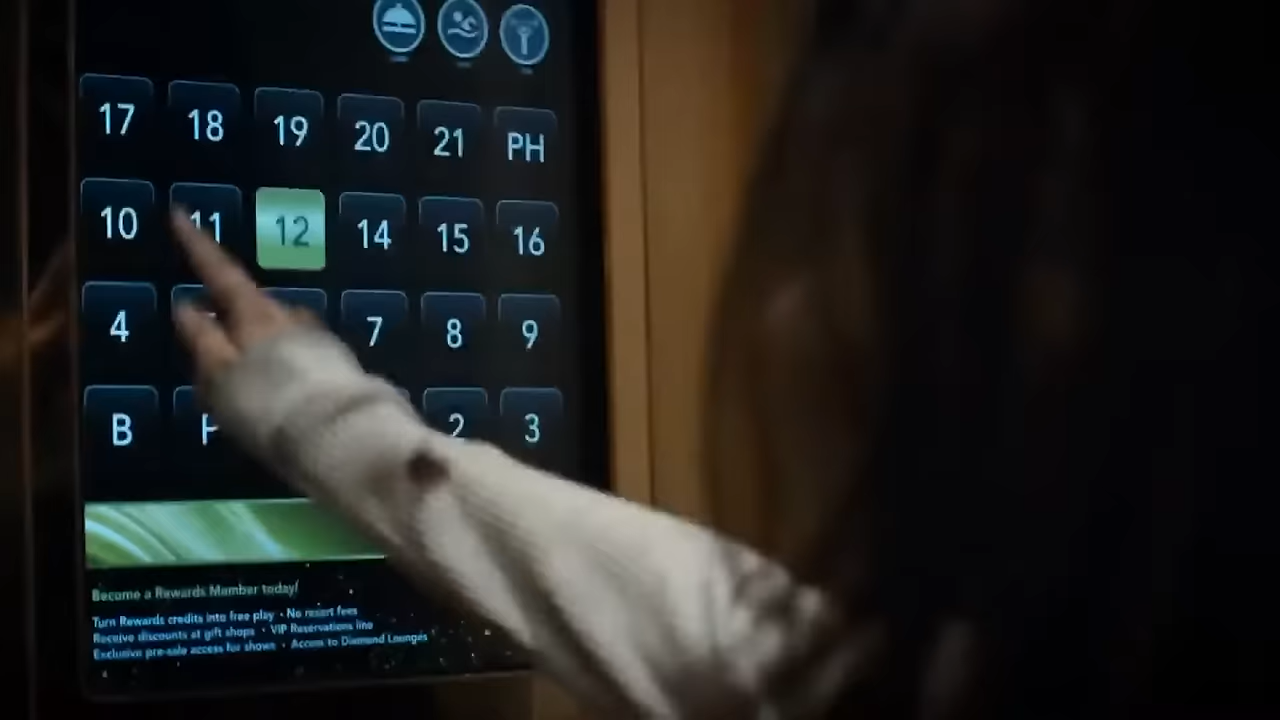 17 18 19 20 21 PH
10 11 12 14 15 16
4 7 8 9
B 2 3
Become a Rewards Member today!
Turn Rewards credits into free play · No resort fees
Receive discounts at gift shops · VIP Reservations line
Exclusive pre-sale access for shows · Access to Diamond Lounges